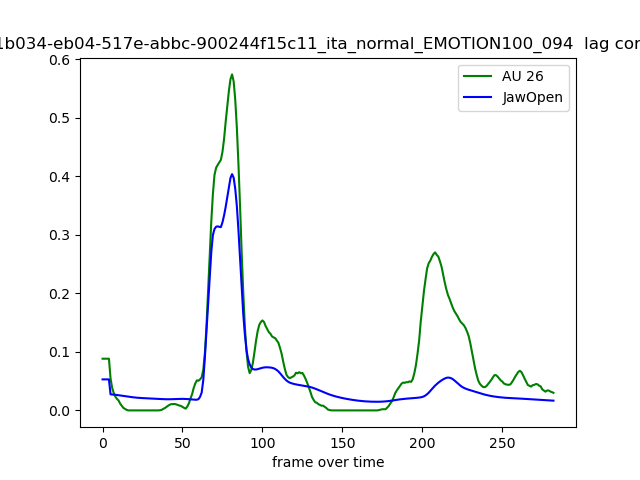 1b034-eb04-517e-abbc-900244f15c11_ita_normal_EMOTION100_094 lag cor
0.6
AU 26
JawOpen
0.5
0.4
0.3
0.2
0.1
0.0
0 50 100 150 200 250
frame over time